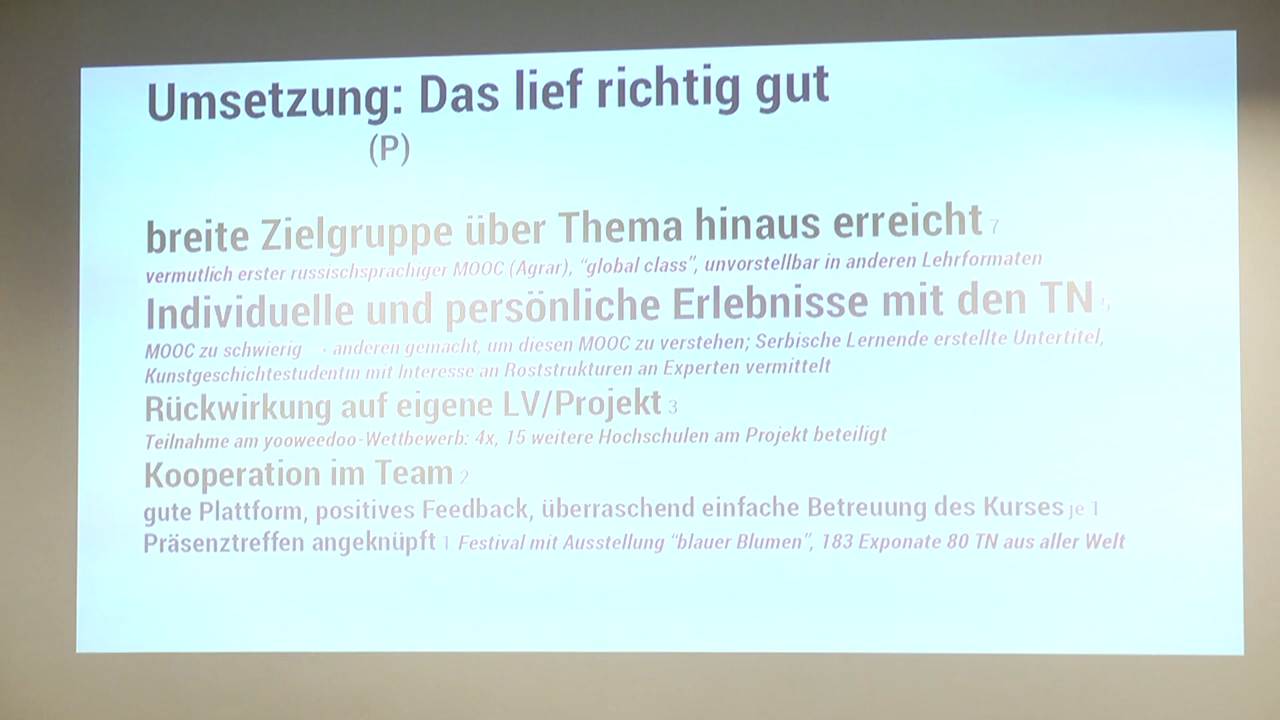 Umsetzung: Das lief richtig gut
(P)
breite Zielgruppe über Thema hinaus erreicht 7
vermutlich erster russischsprachiger MOOC (Agrar), "global class", unvorstellbar in anderen Lehrformaten
Individuelle und persönliche Erlebnisse mit den TN
MOOC zu schwierig → anderen gemacht, um diesen MOOC zu verstehen; Serbische Lernende erstellte Untertitel,
Kunstgeschichtestudentin mit Interesse an Roststrukturen an Experten vermittelt
Rückwirkung auf eigene LV/Projekt 3
Teilnahme am yooweedoo-Wettbewerb: 4x, 15 weitere Hochschulen am Projekt beteiligt
Kooperation im Team 2
gute Plattform, positives Feedback, überraschend einfache Betreuung des Kurses je 1
Präsenztreffen angeknüpft 1 Festival mit Ausstellung "blauer Blumen", 183 Exponate 80 TN aus aller Welt